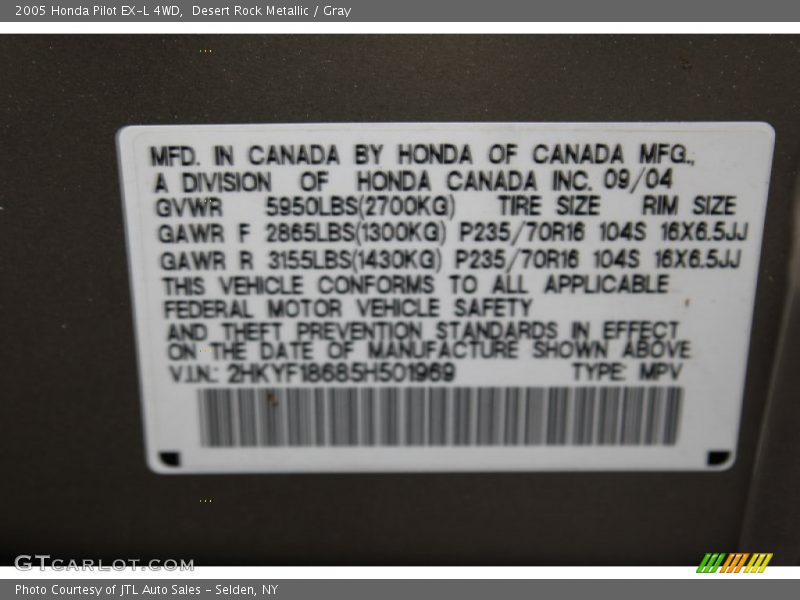 2005 Honda Pilot EX-L 4WD, Desert Rock Metallic / Gray
MFD. IN CANADA BY HONDA OF CANADA MFG.,
A DIVISION OF HONDA CANADA INC. 09/04
GVWR 5950LBS(2700KG) TIRE SIZE RIM SIZE
GAWR F 2865LBS(1300KG) P235/70R16 104S 16X6.5JJ
GAWR R 3155LBS(1430KG) P235/70R16 104S 16X6.5JJ
THIS VEHICLE CONFORMS TO ALL APPLICABLE
FEDERAL MOTOR VEHICLE SAFETY
AND THEFT PREVENTION STANDARDS IN EFFECT
ON THE DATE OF MANUFACTURE SHOWN ABOVE
V.I.N.: 2HKYF18685H501969 TYPE: MPV
GTCARLOT.COM
Photo Courtesy of JTL Auto Sales - Selden, NY